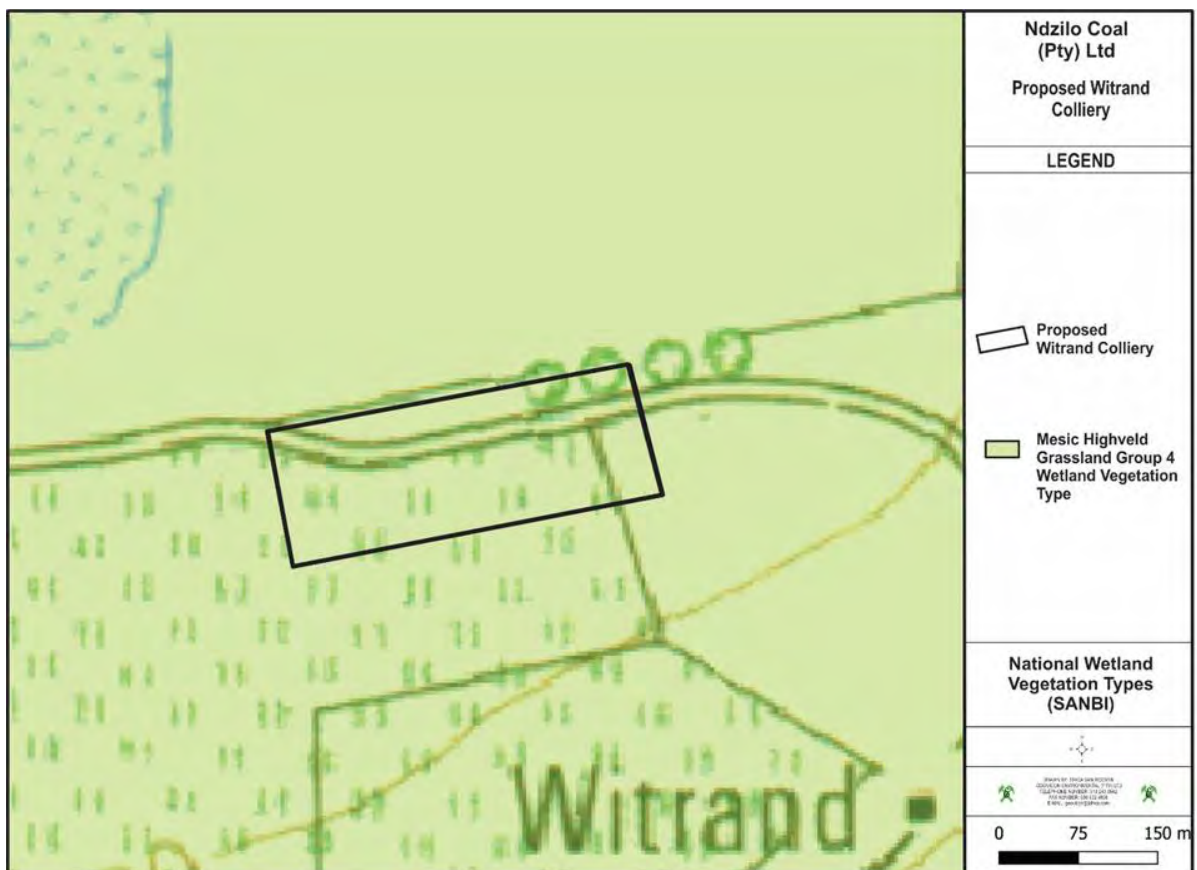 Ndzilo Coal
(Pty) Ltd
Proposed Witrand
Colliery
LEGEND
Proposed
Witrand Colliery
Mesic Highveld
Grassland Group 4
Wetland Vegetation
Type
National Wetland
Vegetation Types
(SANBI)
0 75 150 m
Witrand